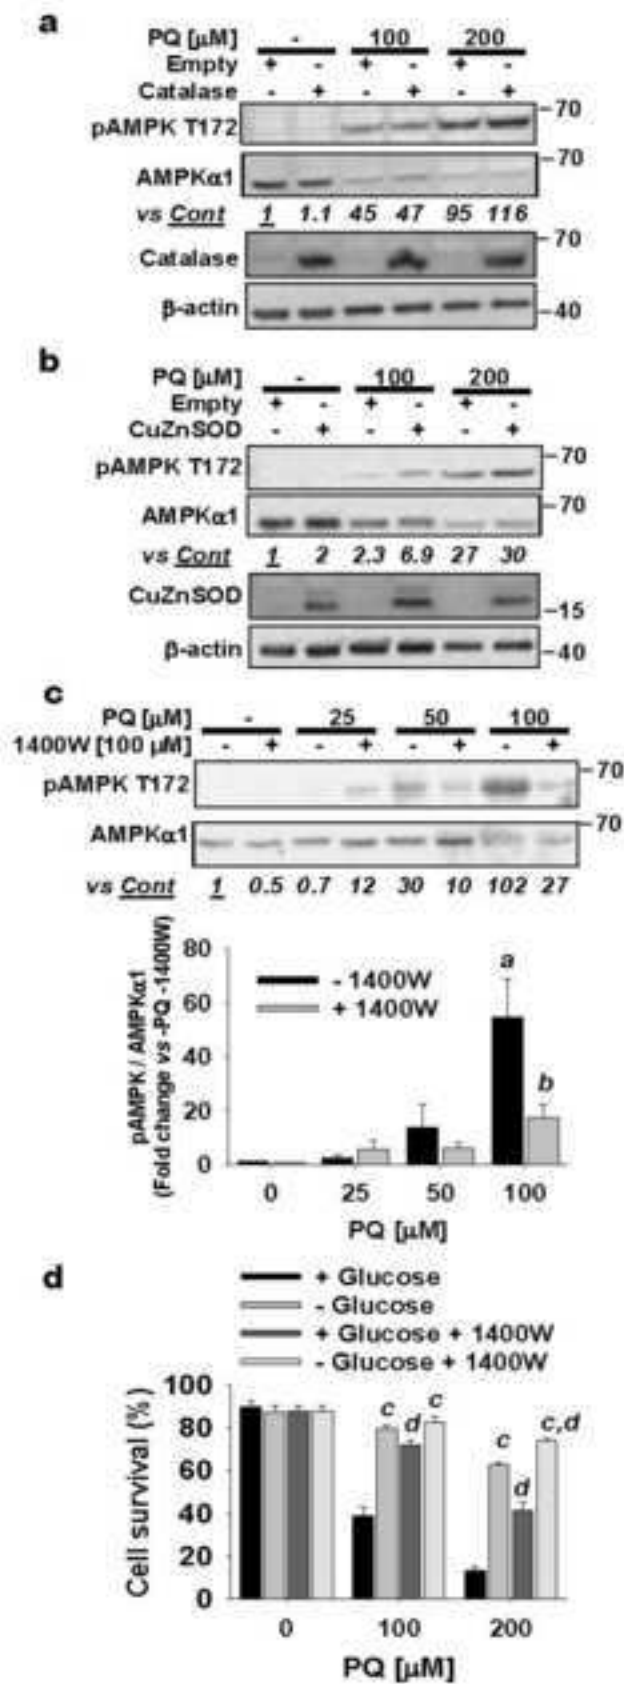 a
PQ [μM] - 100 200
Empty + - + - + -
Catalase - + - + - +
pAMPK T172 –70
AMPKα1 –70
vs Cont 1 1.1 45 47 95 116
Catalase –70
β-actin –40
b
PQ [μM] - 100 200
Empty + - + - + -
CuZnSOD - + - + - +
pAMPK T172 –70
AMPKα1 –70
vs Cont 1 2 2.3 6.9 27 30
CuZnSOD –15
β-actin –40
c
PQ [μM] - 25 50 100
1400W [100 μM] - + - + - + - +
pAMPK T172 –70
AMPKα1 –70
vs Cont 1 0.5 0.7 12 30 10 102 27
pAMPK / AMPKα1
(Fold change vs -PQ -1400W)
80
60
40
20
0
- 1400W
+ 1400W
a
b
0 25 50 100
PQ [μM]
d
+ Glucose
- Glucose
+ Glucose + 1400W
- Glucose + 1400W
Cell survival (%)
100
80
60
40
20
0
c d c
c d c,d
0 100 200
PQ [μM]